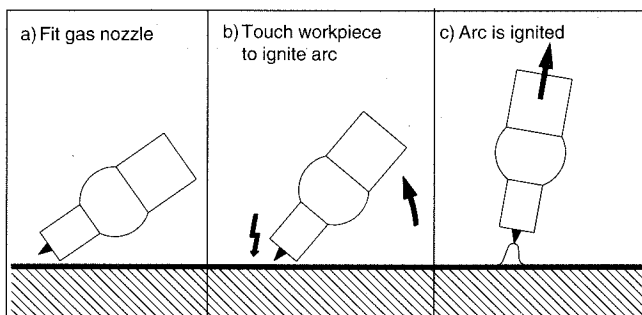 a) Fit gas nozzle
b) Touch workpiece
to ignite arc
c) Arc is ignited